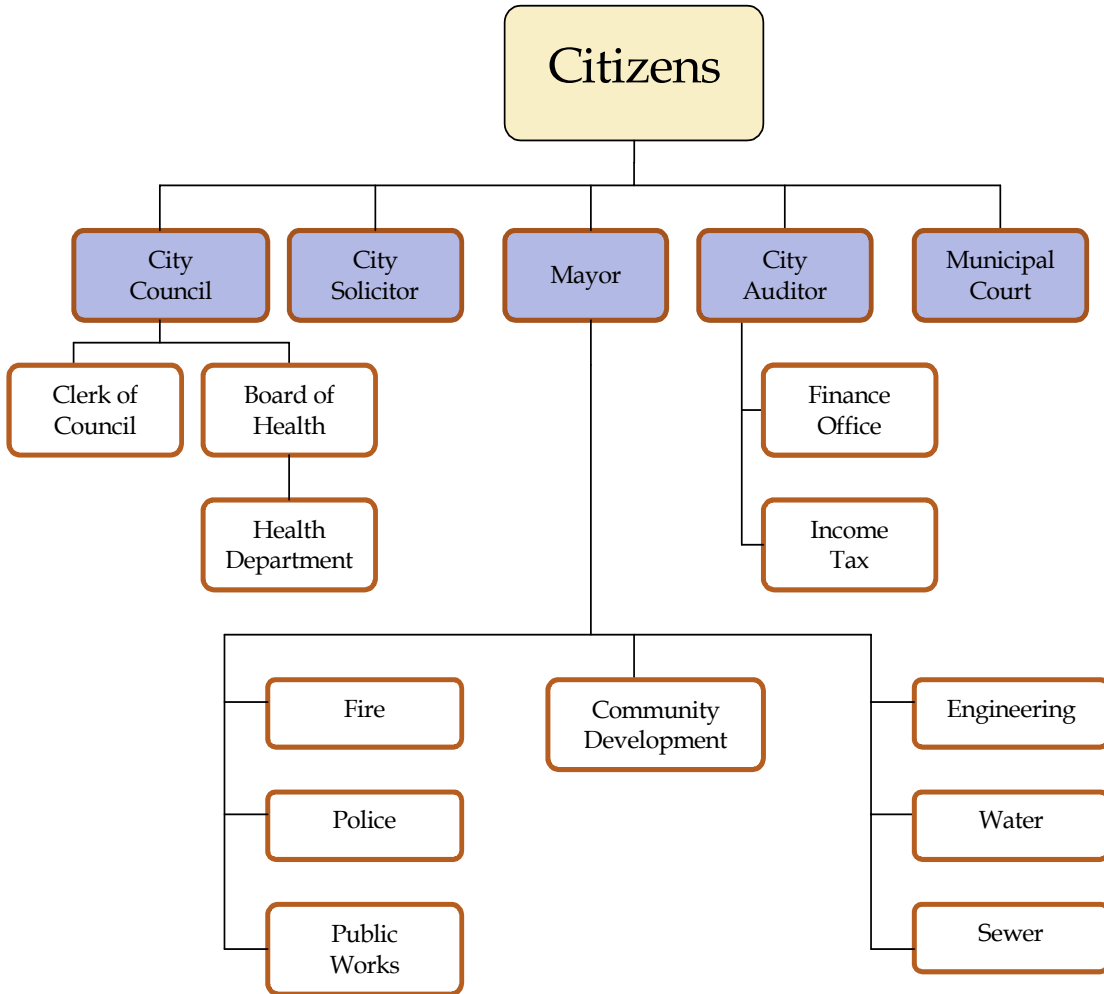 Citizens
City
Council
City
Solicitor
Mayor
City
Auditor
Municipal
Court
Clerk of
Council
Board of
Health
Finance
Office
Health
Department
Income
Tax
Fire
Community
Development
Engineering
Police
Water
Public
Works
Sewer